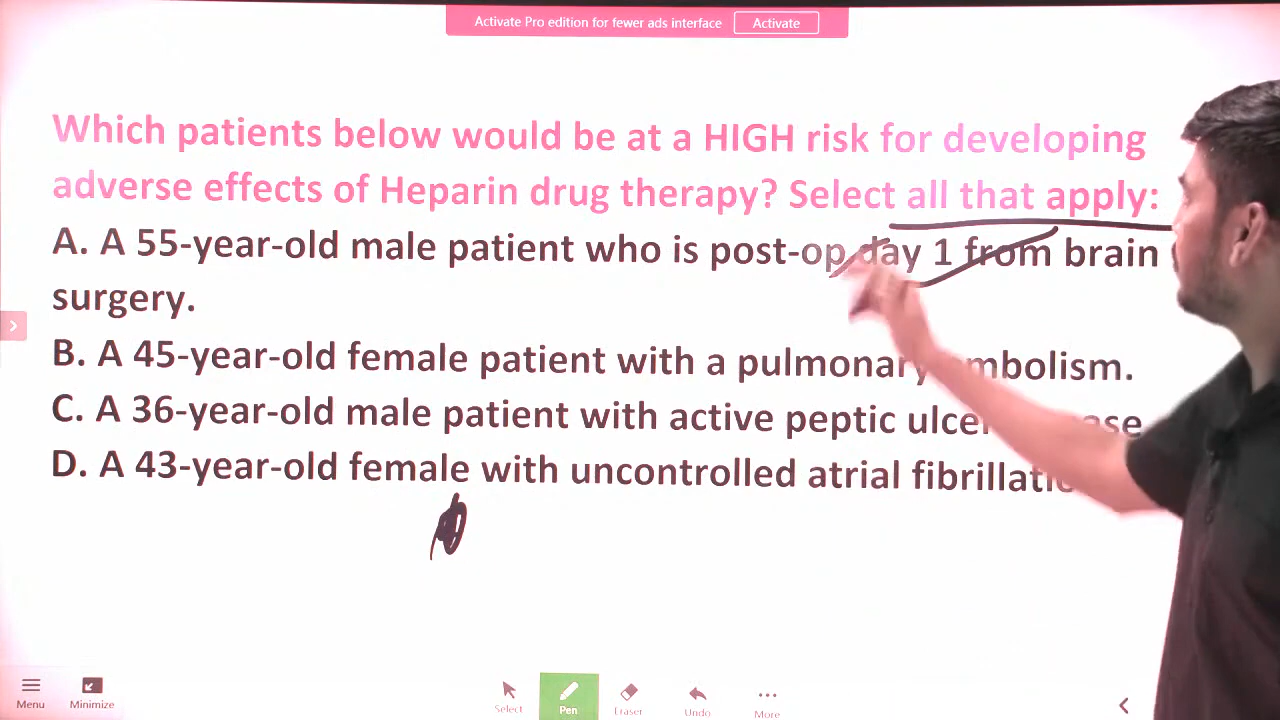 Activate Pro edition for fewer ads interface Activate
Which patients below would be at a HIGH risk for developing
adverse effects of Heparin drug therapy? Select all that apply:
A. A 55-year-old male patient who is post-op day 1 from brain
surgery.
B. A 45-year-old female patient with a pulmonary embolism.
C. A 36-year-old male patient with active peptic ulcer
D. A 43-year-old female with uncontrolled atrial fibrillation
Menu Minimize Select Pen Eraser Undo More